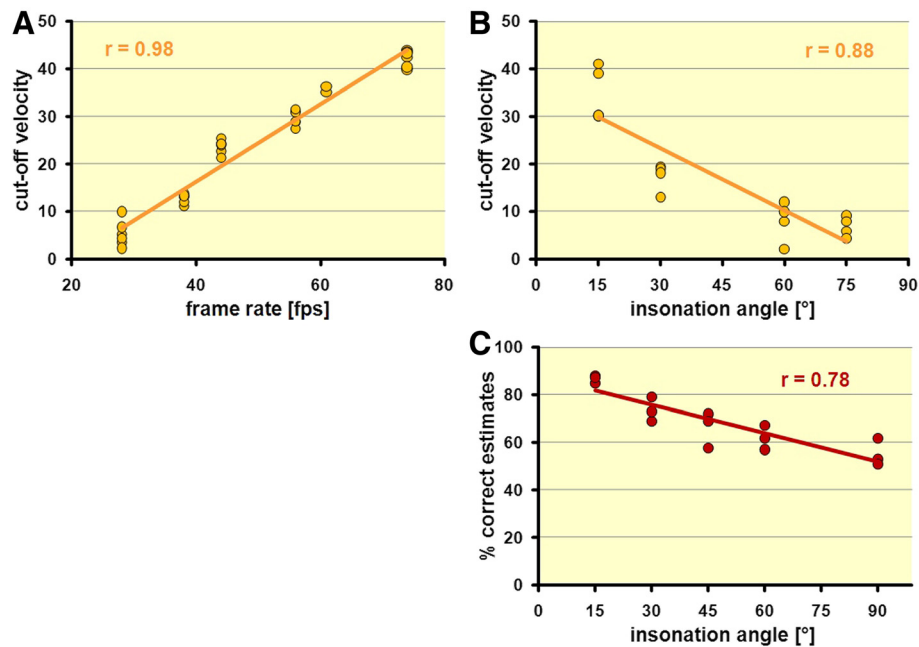 A
50
40
30
20
10
0
cut-off velocity
r = 0.98
20 40 60 80
frame rate [fps]
B
50
40
30
20
10
0
cut-off velocity
r = 0.88
0 15 30 45 60 75 90
insonation angle [°]
C
100
80
60
40
20
0
% correct estimates
r = 0.78
0 15 30 45 60 75 90
insonation angle [°]